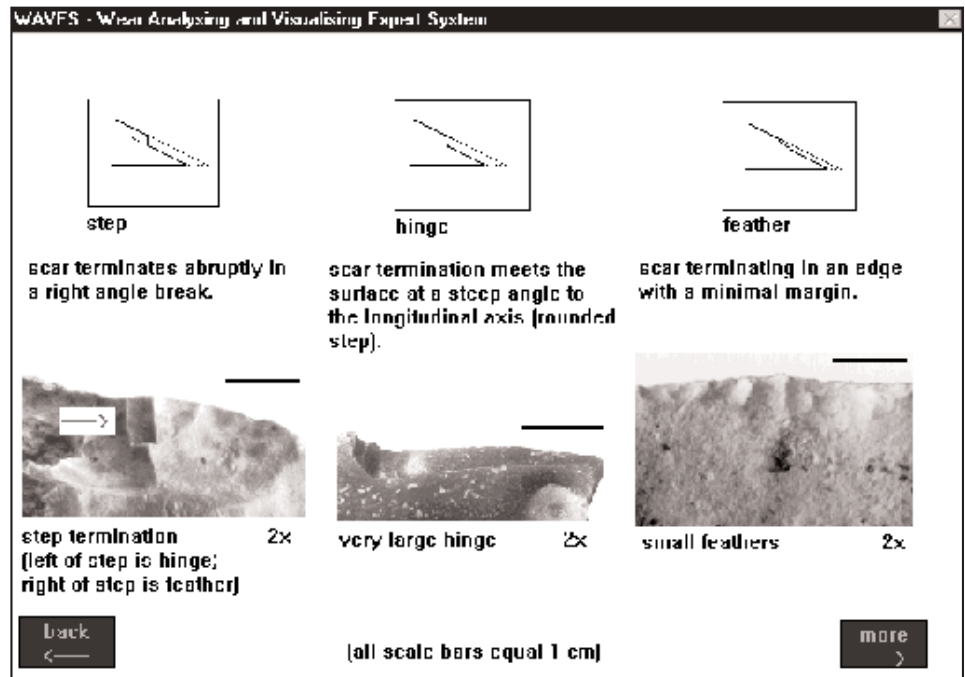 WAVES - Wear Analysing and Visualising Expert System
step
hinge
feather
scar terminates abruptly in
a right angle break.
scar termination meets the
surface at a steep angle to
the longitudinal axis (rounded
step).
scar terminating in an edge
with a minimal margin.
step termination 2x
(left of step is hinge;
right of step is feather)
very large hinge 2x
small feathers 2x
back
(all scale bars equal 1 cm)
more